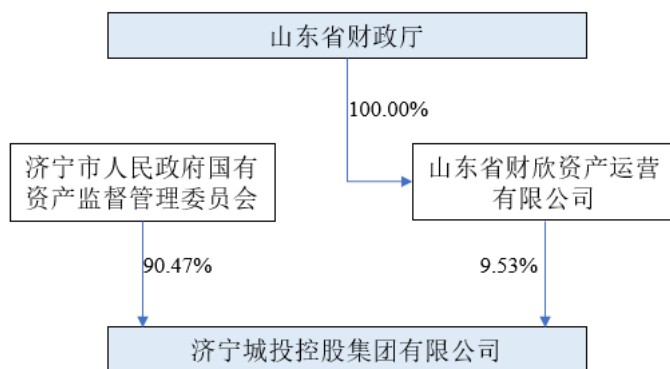 山东省财政厅
100.00%
济宁市人民政府国有
资产监督管理委员会
山东省财欣资产运营
有限公司
90.47%
9.53%
济宁城投控股集团有限公司